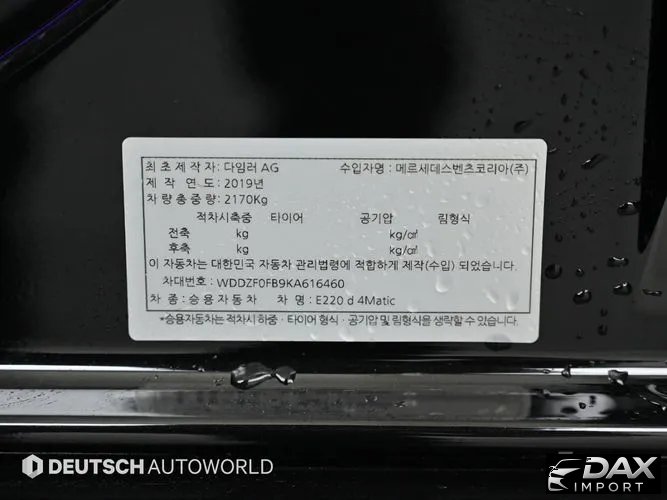 최 초 제 작 자 : 다임러 AG 수입자명 : 메르세데스벤츠코리아(주)
제 작 연 도 : 2019년
차 량 총 중 량 : 2170Kg
적차시축중 타이어 공기압 림형식
전축 kg kg/㎠
후축 kg kg/㎠
이 자동차는 대한민국 자동차 관리법령에 적합하게 제작(수입) 되었습니다.
차대번호 : WDDZF0FB9KA616460
차 종 : 승용자동차 차 명 : E220 d 4Matic
*승용자동차는 적차시 하중 · 타이어 형식 · 공기압 및 림형식을 생략할 수 있습니다.
DEUTSCH AUTOWORLD
DAX
IMPORT